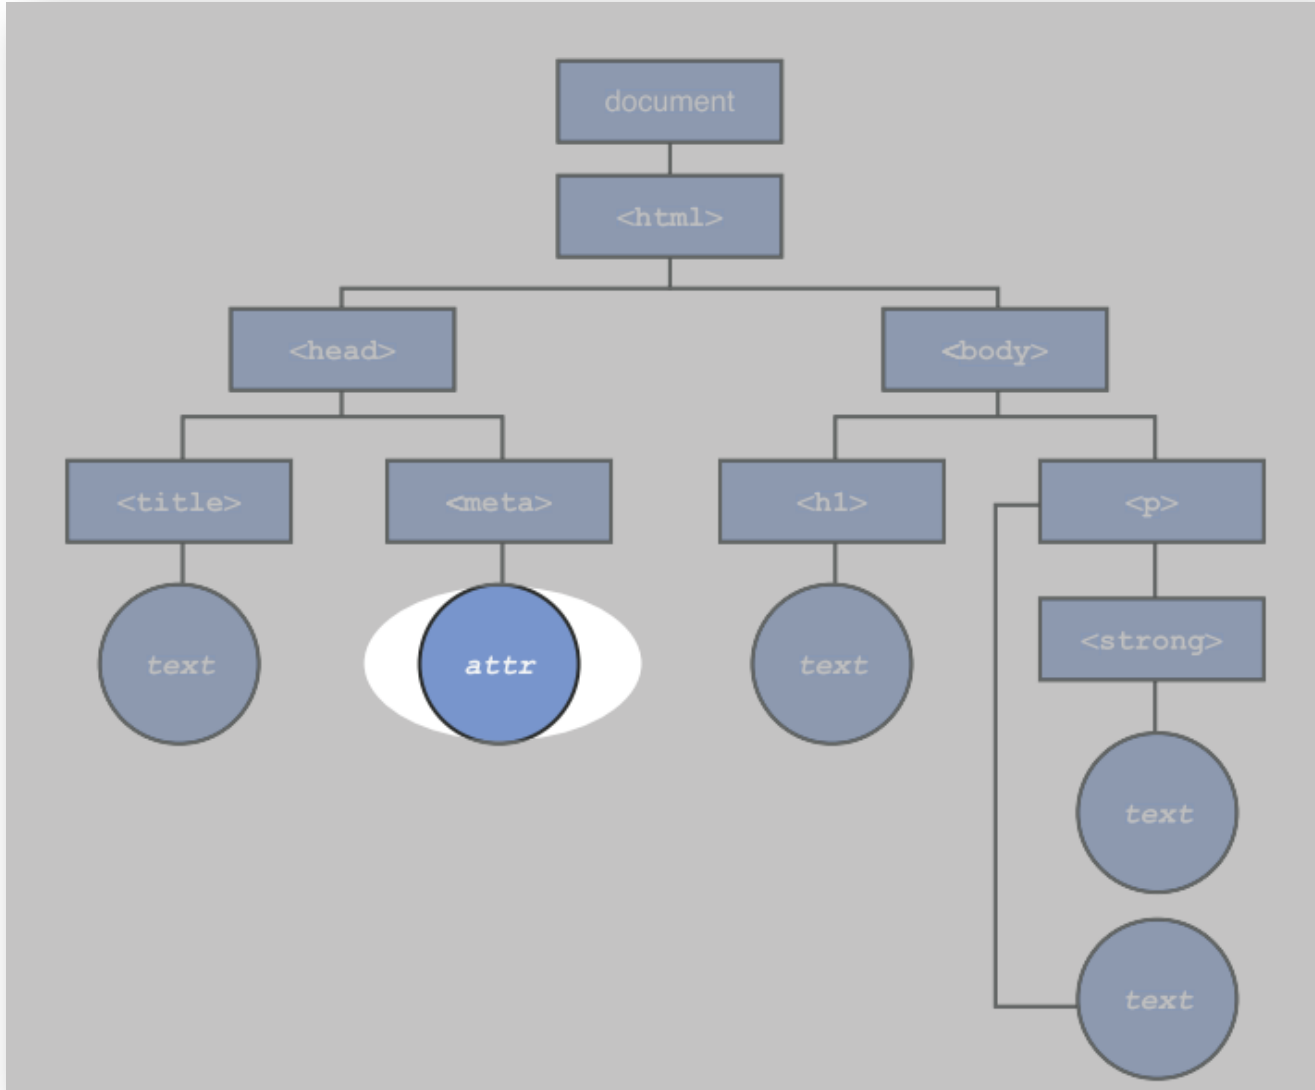 document
<html>
<head>
<body>
<title>
<meta>
<h1>
<p>
<strong>
text
attr
text
text
text